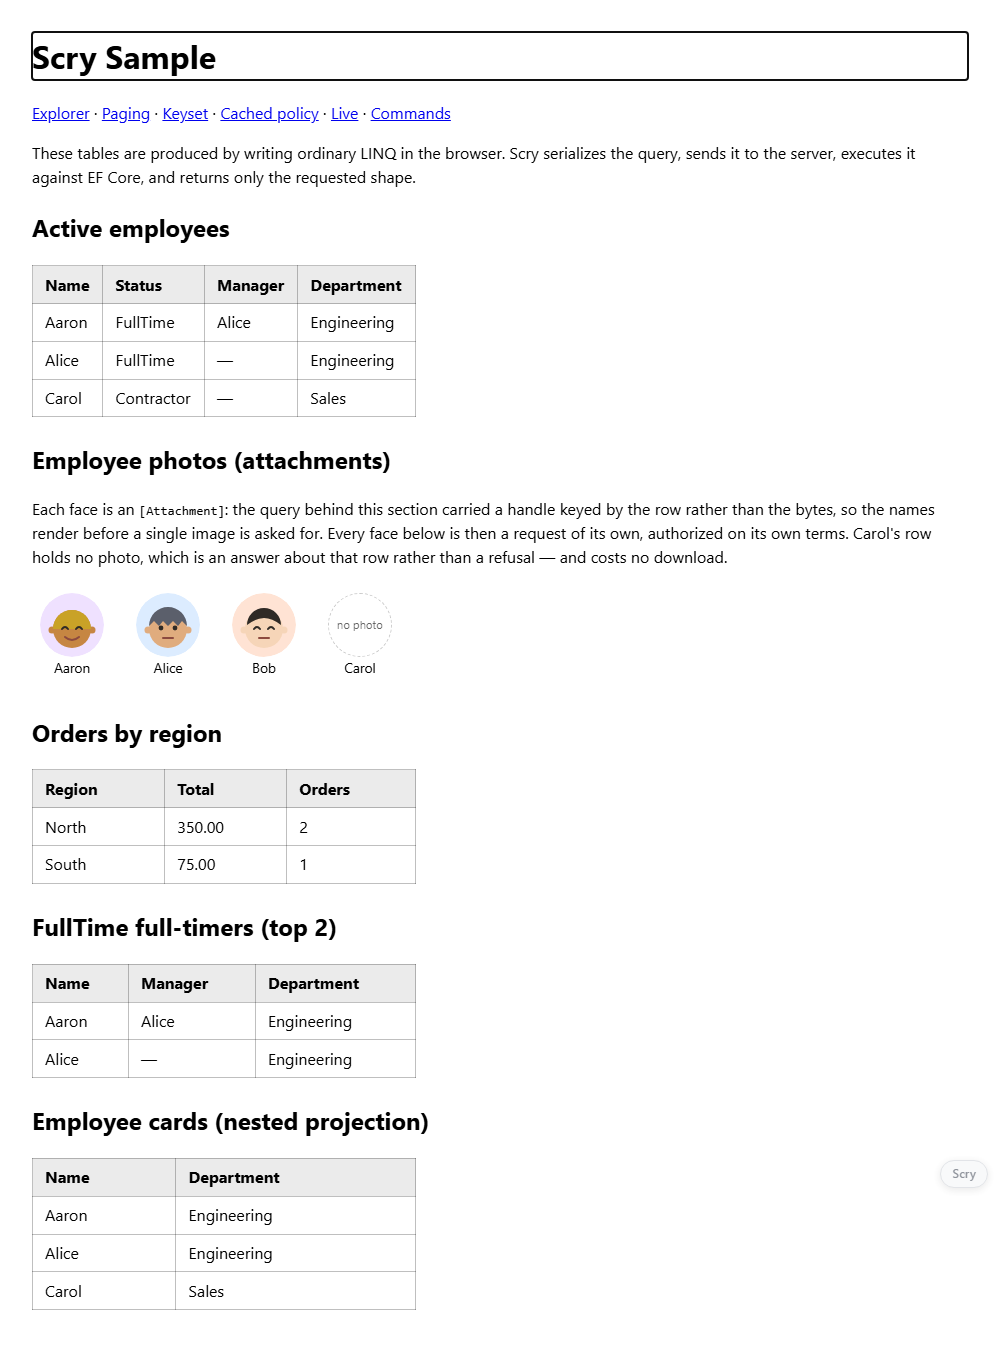 Scry Sample
Explorer · Paging · Keyset · Cached policy · Live · Commands
These tables are produced by writing ordinary LINQ in the browser. Scry serializes the query, sends it to the server, executes it
against EF Core, and returns only the requested shape.
Active employees
Name Status Manager Department
Aaron FullTime Alice Engineering
Alice FullTime — Engineering
Carol Contractor — Sales
Employee photos (attachments)
Each face is an [Attachment]: the query behind this section carried a handle keyed by the row rather than the bytes, so the names
render before a single image is asked for. Every face below is then a request of its own, authorized on its own terms. Carol's row
holds no photo, which is an answer about that row rather than a refusal — and costs no download.
no photo
Aaron Alice Bob Carol
Orders by region
Region Total Orders
North 350.00 2
South 75.00 1
FullTime full-timers (top 2)
Name Manager Department
Aaron Alice Engineering
Alice — Engineering
Employee cards (nested projection)
Name Department
Scry
Aaron Engineering
Alice Engineering
Carol Sales